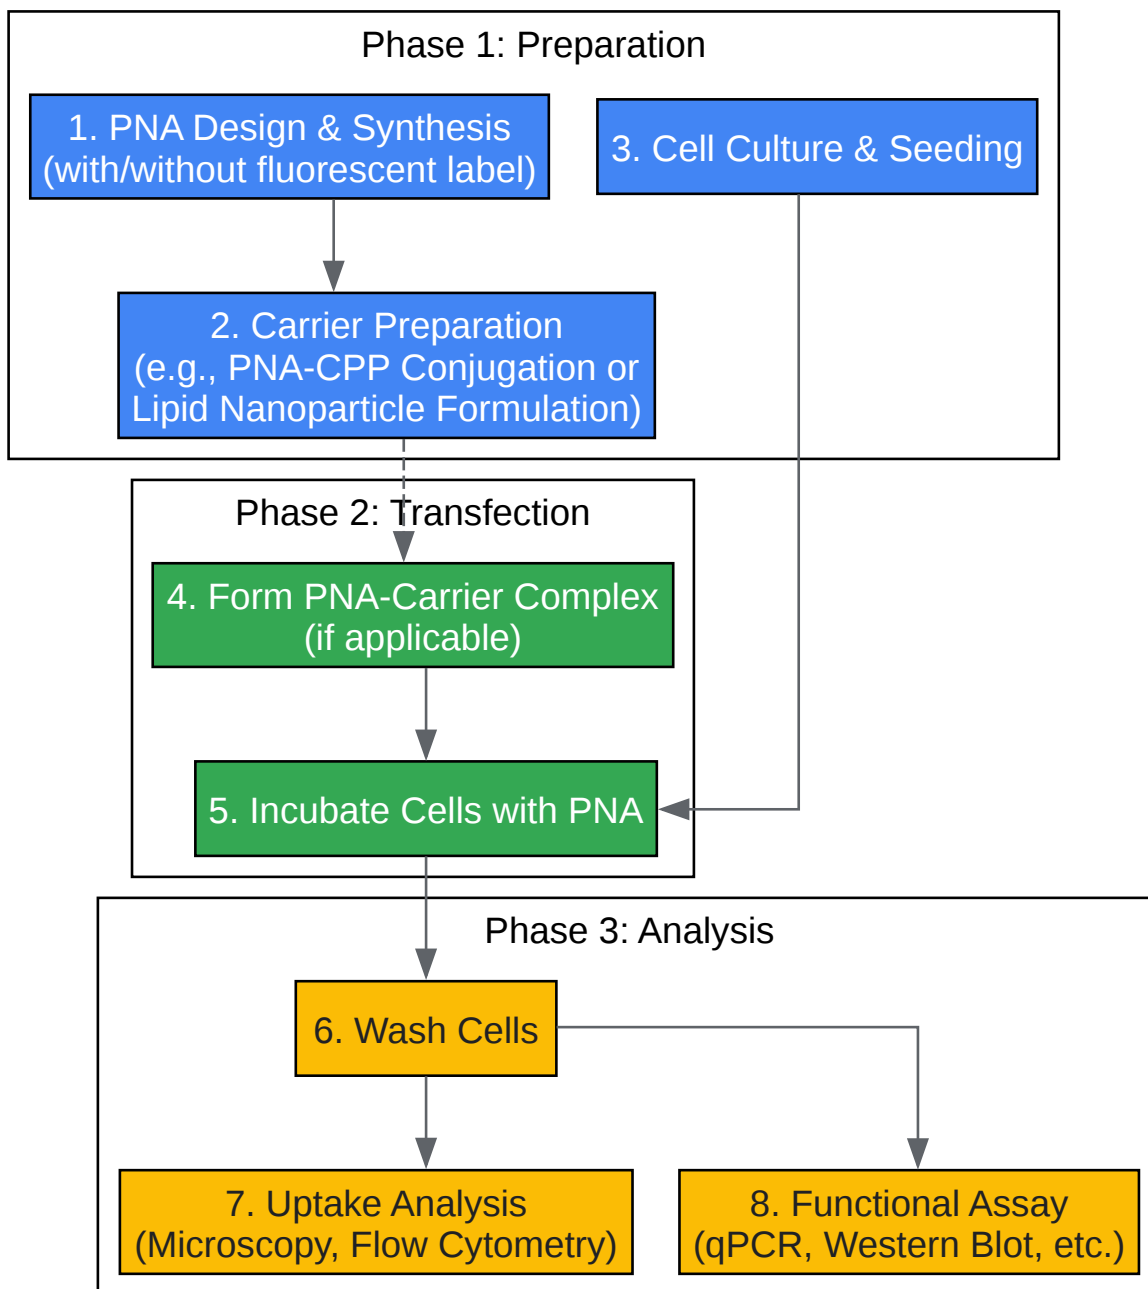 Phase 1: Preparation
1. PNA Design & Synthesis
(with/without fluorescent label)
3. Cell Culture & Seeding
2. Carrier Preparation
(e.g., PNA-CPP Conjugation or
Lipid Nanoparticle Formulation)
Phase 2: Transfection
4. Form PNA-Carrier Complex
(if applicable)
5. Incubate Cells with PNA
Phase 3: Analysis
6. Wash Cells
7. Uptake Analysis
(Microscopy, Flow Cytometry)
8. Functional Assay
(qPCR, Western Blot, etc.)